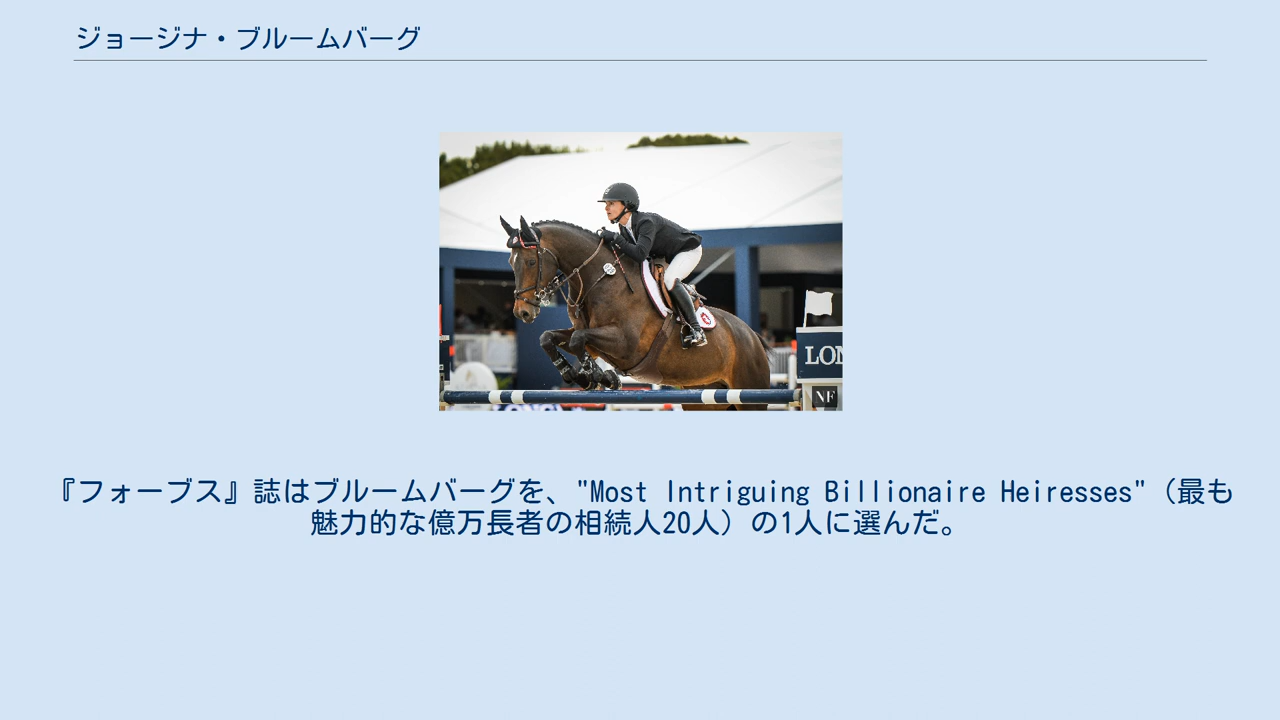 ジョージナ・ブルームバーグ
LON
NF
『フォーブス』誌はブルームバーグを、"Most Intriguing Billionaire Heiresses"（最も
魅力的な億万長者の相続人20人）の1人に選んだ。